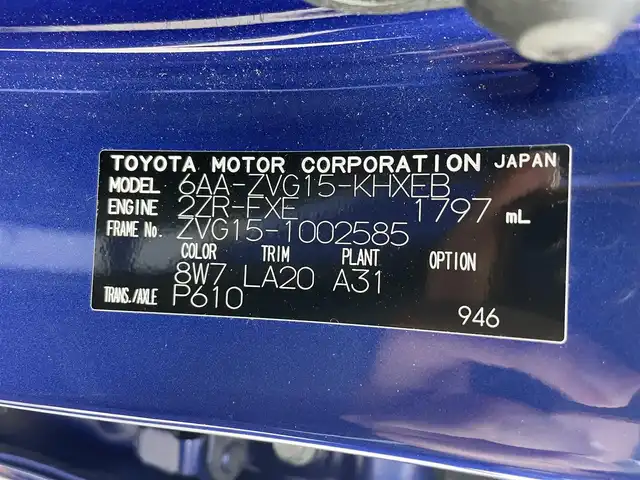 TOYOTA MOTOR CORPORATION JAPAN
MODEL 6AA-ZVG15-KHXEB
ENGINE 2ZR-FXE 1797 mL
FRAME No. ZVG15-1002585
COLOR TRIM PLANT OPTION
8W7 LA20 A31
TRANS./AXLE P610
946